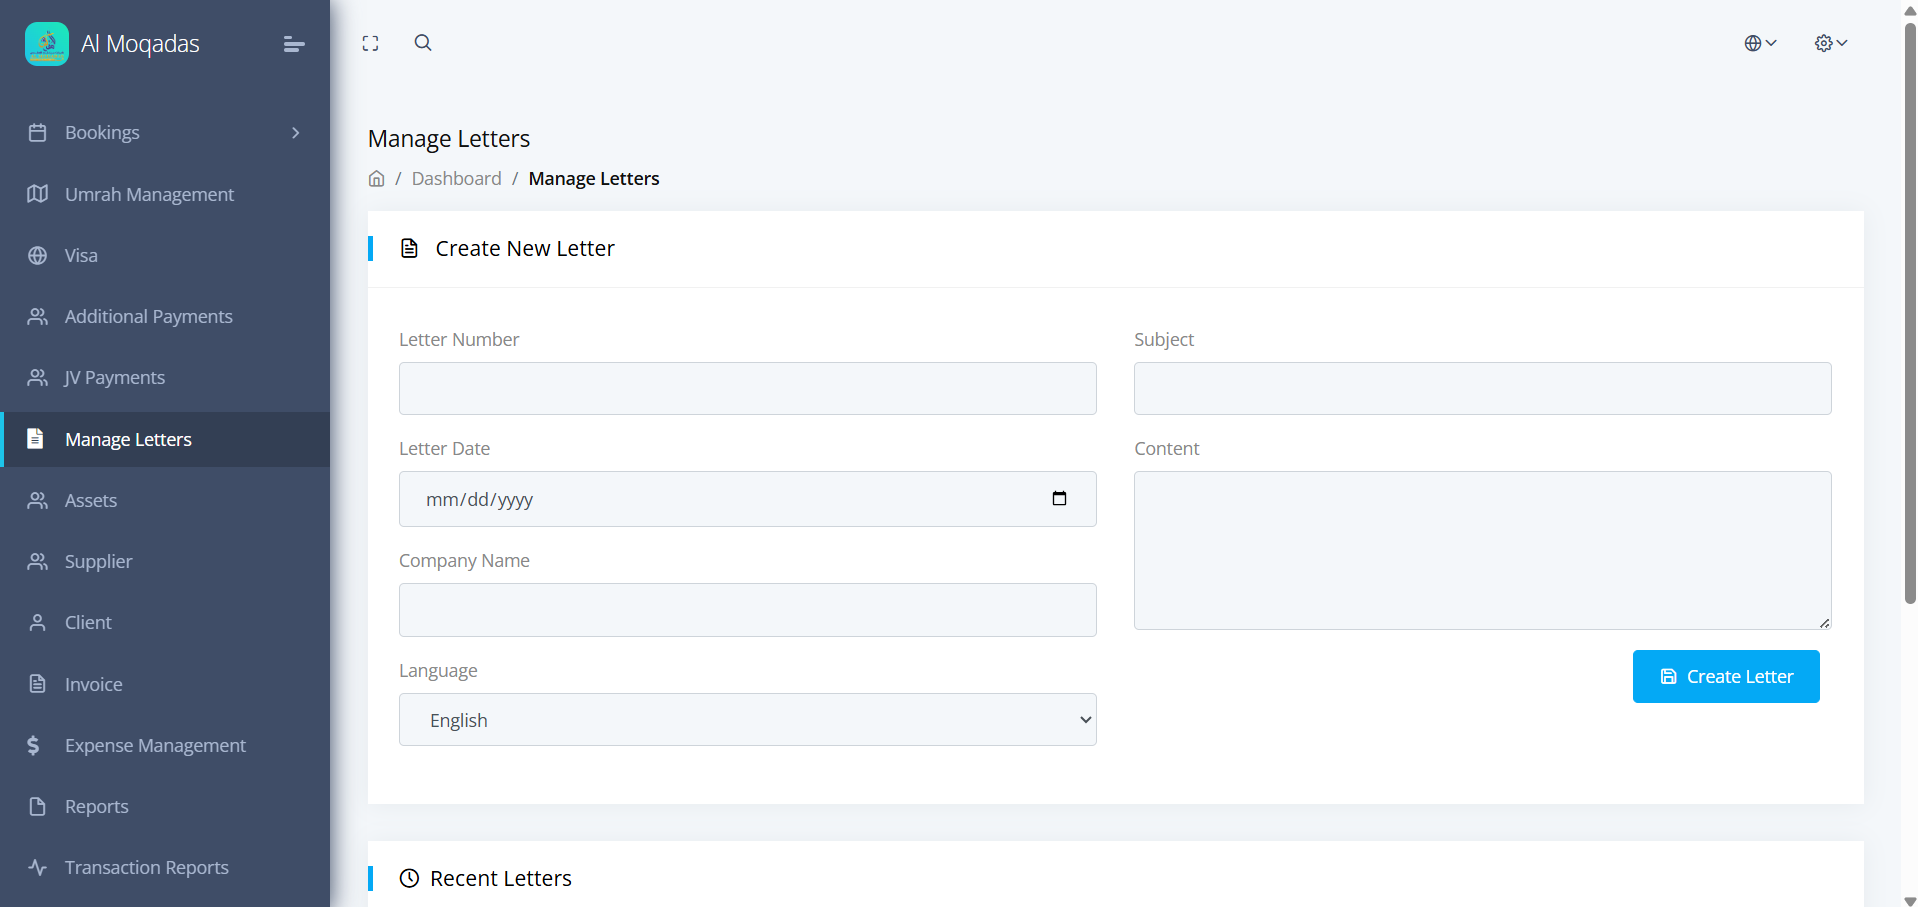 Al Moqadas
Bookings
Umrah Management
Visa
Additional Payments
JV Payments
Manage Letters
Assets
Supplier
Client
Invoice
Expense Management
Reports
Transaction Reports
Manage Letters
/ Dashboard / Manage Letters
Create New Letter
Letter Number
Letter Date
mm/dd/yyyy
Company Name
Language
English
Subject
Content
Create Letter
Recent Letters